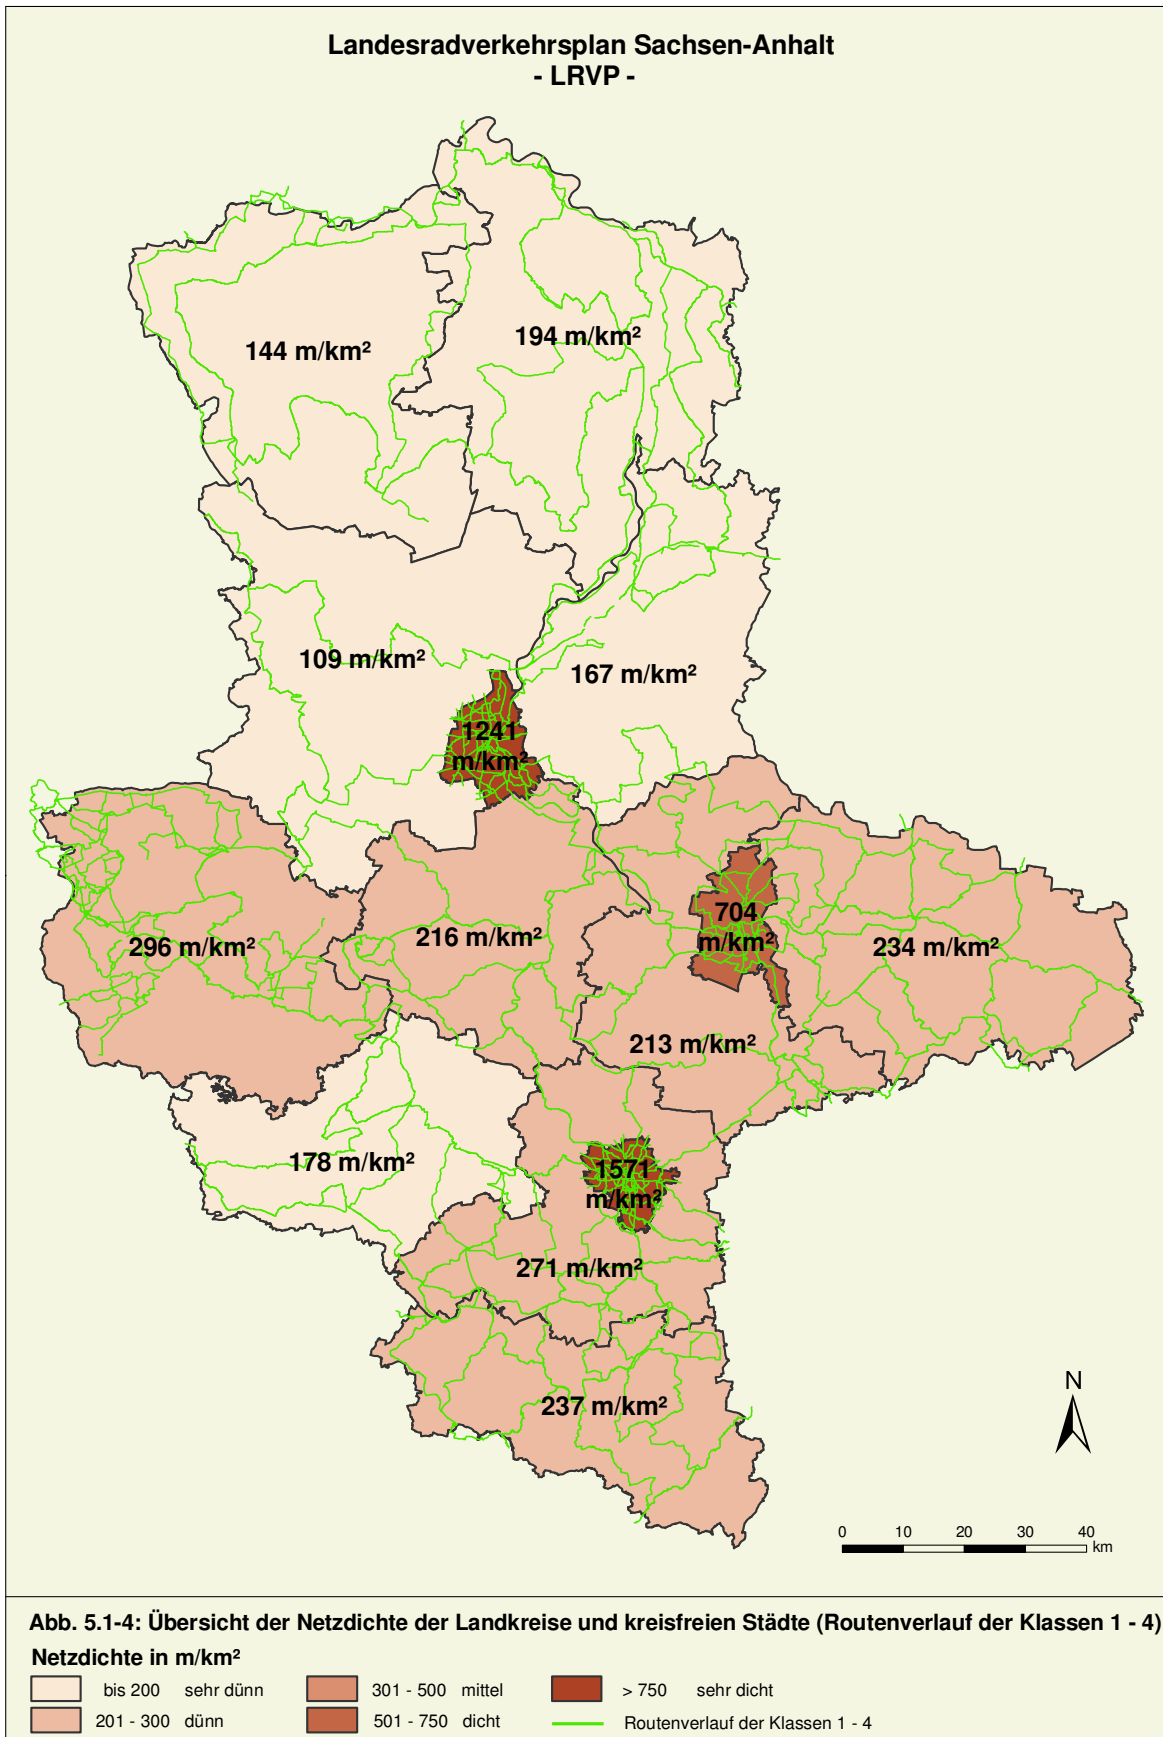 Landesradverkehrsplan Sachsen-Anhalt
- LRVP -
194 m/km²
144 m/km²
109 m/km²
167 m/km²
1241
m/km²
704
m/km²
296 m/km²
216 m/km²
234 m/km²
213 m/km²
178 m/km²
1571
m/km²
271 m/km²
237 m/km²
N
0 10 20 30 40
km
Abb. 5.1-4: Übersicht der Netzdichte der Landkreise und kreisfreien Städte (Routenverlauf der Klassen 1 - 4)
Netzdichte in m/km²
bis 200 sehr dünn
301 - 500 mittel
> 750 sehr dicht
201 - 300 dünn
501 - 750 dicht
Routenverlauf der Klassen 1 - 4